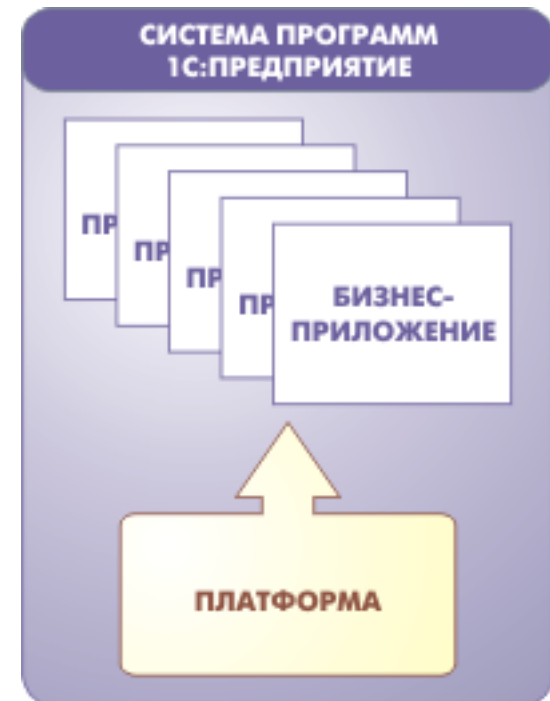 СИСТЕМА ПРОГРАММ
1С:ПРЕДПРИЯТИЕ
ПР
ПР
ПР
ПР
БИЗНЕС-
ПРИЛОЖЕНИЕ
ПЛАТФОРМА